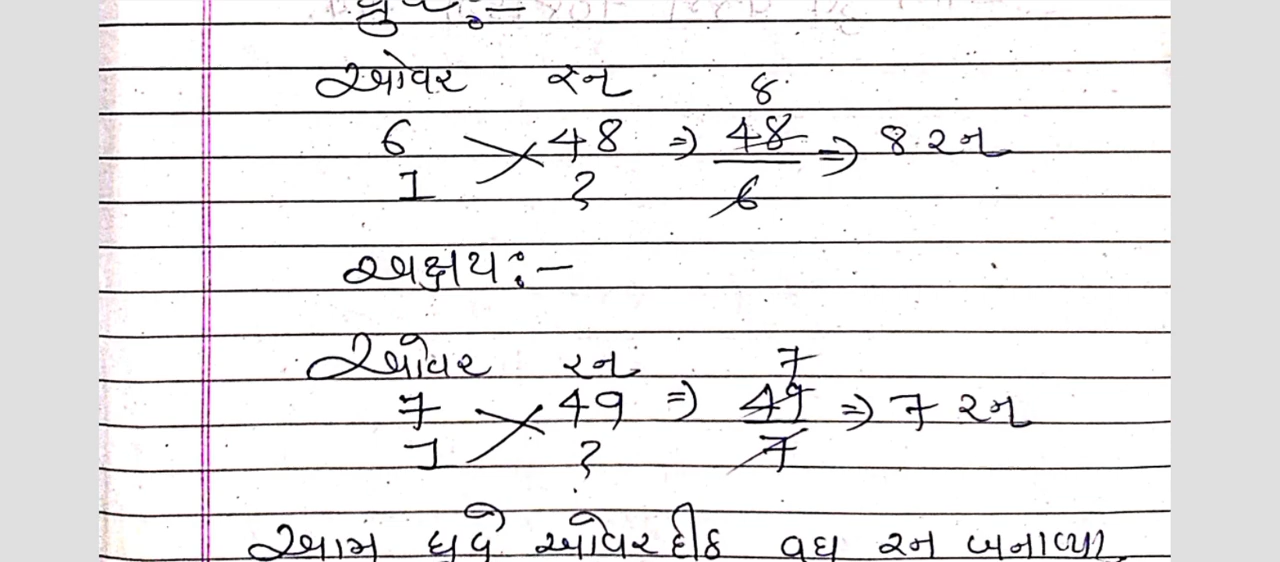 ઓવર રન 8
6 48 ⇒ 48 ⇒ 8 રન
1 ? 6
અક્ષય :-
ઓવર રન 7
7 49 ⇒ 49 ⇒ 7 રન
1 ? 7
આમ ધ્રુવે ઓવર દીઠ વધુ રન બનાવ્યા